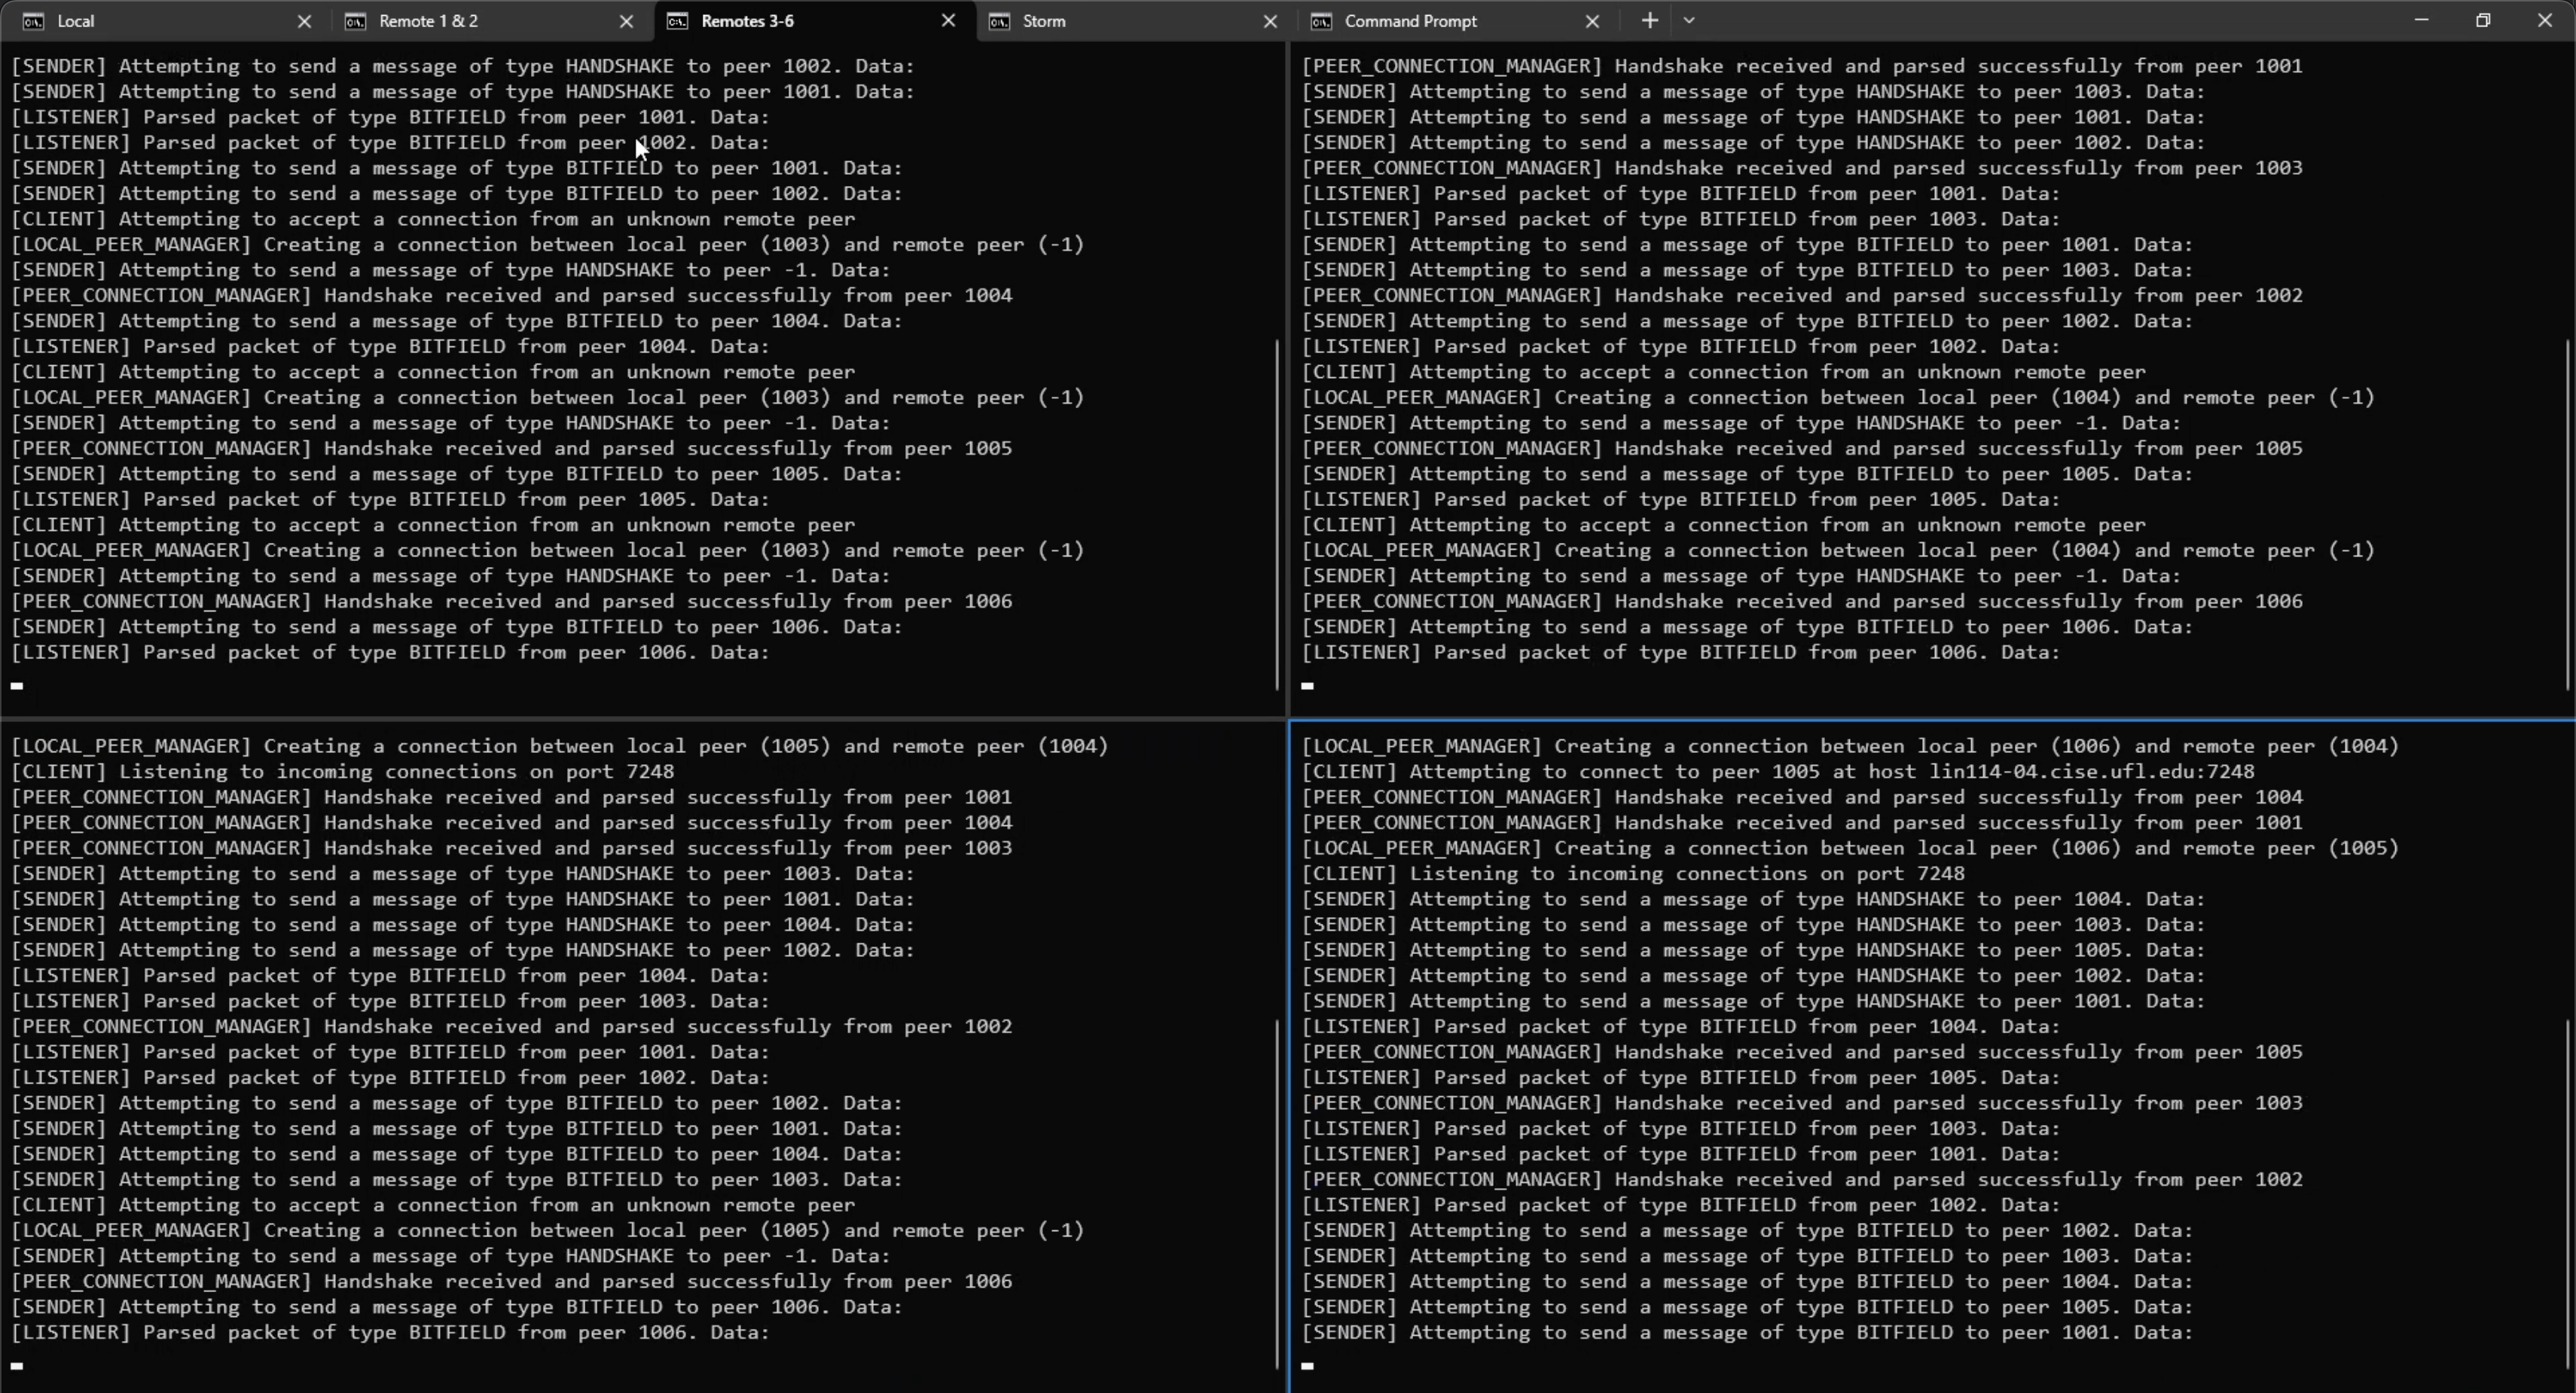 Local
Remote 1 & 2
Remotes 3-6
Storm
Command Prompt
[SENDER] Attempting to send a message of type HANDSHAKE to peer 1002. Data:
[SENDER] Attempting to send a message of type HANDSHAKE to peer 1001. Data:
[LISTENER] Parsed packet of type BITFIELD from peer 1001. Data:
[LISTENER] Parsed packet of type BITFIELD from peer 1002. Data:
[SENDER] Attempting to send a message of type BITFIELD to peer 1001. Data:
[SENDER] Attempting to send a message of type BITFIELD to peer 1002. Data:
[CLIENT] Attempting to accept a connection from an unknown remote peer
[LOCAL_PEER_MANAGER] Creating a connection between local peer (1003) and remote peer (-1)
[SENDER] Attempting to send a message of type HANDSHAKE to peer -1. Data:
[PEER_CONNECTION_MANAGER] Handshake received and parsed successfully from peer 1004
[SENDER] Attempting to send a message of type BITFIELD to peer 1004. Data:
[LISTENER] Parsed packet of type BITFIELD from peer 1004. Data:
[CLIENT] Attempting to accept a connection from an unknown remote peer
[LOCAL_PEER_MANAGER] Creating a connection between local peer (1003) and remote peer (-1)
[SENDER] Attempting to send a message of type HANDSHAKE to peer -1. Data:
[PEER_CONNECTION_MANAGER] Handshake received and parsed successfully from peer 1005
[SENDER] Attempting to send a message of type BITFIELD to peer 1005. Data:
[LISTENER] Parsed packet of type BITFIELD from peer 1005. Data:
[CLIENT] Attempting to accept a connection from an unknown remote peer
[LOCAL_PEER_MANAGER] Creating a connection between local peer (1003) and remote peer (-1)
[SENDER] Attempting to send a message of type HANDSHAKE to peer -1. Data:
[PEER_CONNECTION_MANAGER] Handshake received and parsed successfully from peer 1006
[SENDER] Attempting to send a message of type BITFIELD to peer 1006. Data:
[LISTENER] Parsed packet of type BITFIELD from peer 1006. Data:
[PEER_CONNECTION_MANAGER] Handshake received and parsed successfully from peer 1001
[SENDER] Attempting to send a message of type HANDSHAKE to peer 1003. Data:
[SENDER] Attempting to send a message of type HANDSHAKE to peer 1001. Data:
[SENDER] Attempting to send a message of type HANDSHAKE to peer 1002. Data:
[PEER_CONNECTION_MANAGER] Handshake received and parsed successfully from peer 1003
[LISTENER] Parsed packet of type BITFIELD from peer 1001. Data:
[LISTENER] Parsed packet of type BITFIELD from peer 1003. Data:
[SENDER] Attempting to send a message of type BITFIELD to peer 1001. Data:
[SENDER] Attempting to send a message of type BITFIELD to peer 1003. Data:
[PEER_CONNECTION_MANAGER] Handshake received and parsed successfully from peer 1002
[SENDER] Attempting to send a message of type BITFIELD to peer 1002. Data:
[LISTENER] Parsed packet of type BITFIELD from peer 1002. Data:
[CLIENT] Attempting to accept a connection from an unknown remote peer
[LOCAL_PEER_MANAGER] Creating a connection between local peer (1004) and remote peer (-1)
[SENDER] Attempting to send a message of type HANDSHAKE to peer -1. Data:
[PEER_CONNECTION_MANAGER] Handshake received and parsed successfully from peer 1005
[SENDER] Attempting to send a message of type BITFIELD to peer 1005. Data:
[LISTENER] Parsed packet of type BITFIELD from peer 1005. Data:
[CLIENT] Attempting to accept a connection from an unknown remote peer
[LOCAL_PEER_MANAGER] Creating a connection between local peer (1004) and remote peer (-1)
[SENDER] Attempting to send a message of type HANDSHAKE to peer -1. Data:
[PEER_CONNECTION_MANAGER] Handshake received and parsed successfully from peer 1006
[SENDER] Attempting to send a message of type BITFIELD to peer 1006. Data:
[LISTENER] Parsed packet of type BITFIELD from peer 1006. Data:
[LOCAL_PEER_MANAGER] Creating a connection between local peer (1005) and remote peer (1004)
[CLIENT] Listening to incoming connections on port 7248
[PEER_CONNECTION_MANAGER] Handshake received and parsed successfully from peer 1001
[PEER_CONNECTION_MANAGER] Handshake received and parsed successfully from peer 1004
[PEER_CONNECTION_MANAGER] Handshake received and parsed successfully from peer 1003
[SENDER] Attempting to send a message of type HANDSHAKE to peer 1003. Data:
[SENDER] Attempting to send a message of type HANDSHAKE to peer 1001. Data:
[SENDER] Attempting to send a message of type HANDSHAKE to peer 1004. Data:
[SENDER] Attempting to send a message of type HANDSHAKE to peer 1002. Data:
[LISTENER] Parsed packet of type BITFIELD from peer 1004. Data:
[LISTENER] Parsed packet of type BITFIELD from peer 1003. Data:
[PEER_CONNECTION_MANAGER] Handshake received and parsed successfully from peer 1002
[LISTENER] Parsed packet of type BITFIELD from peer 1001. Data:
[LISTENER] Parsed packet of type BITFIELD from peer 1002. Data:
[SENDER] Attempting to send a message of type BITFIELD to peer 1002. Data:
[SENDER] Attempting to send a message of type BITFIELD to peer 1001. Data:
[SENDER] Attempting to send a message of type BITFIELD to peer 1004. Data:
[SENDER] Attempting to send a message of type BITFIELD to peer 1003. Data:
[CLIENT] Attempting to accept a connection from an unknown remote peer
[LOCAL_PEER_MANAGER] Creating a connection between local peer (1005) and remote peer (-1)
[SENDER] Attempting to send a message of type HANDSHAKE to peer -1. Data:
[PEER_CONNECTION_MANAGER] Handshake received and parsed successfully from peer 1006
[SENDER] Attempting to send a message of type BITFIELD to peer 1006. Data:
[LISTENER] Parsed packet of type BITFIELD from peer 1006. Data:
[LOCAL_PEER_MANAGER] Creating a connection between local peer (1006) and remote peer (1004)
[CLIENT] Attempting to connect to peer 1005 at host lin114-04.cise.ufl.edu:7248
[PEER_CONNECTION_MANAGER] Handshake received and parsed successfully from peer 1004
[PEER_CONNECTION_MANAGER] Handshake received and parsed successfully from peer 1001
[LOCAL_PEER_MANAGER] Creating a connection between local peer (1006) and remote peer (1005)
[CLIENT] Listening to incoming connections on port 7248
[SENDER] Attempting to send a message of type HANDSHAKE to peer 1004. Data:
[SENDER] Attempting to send a message of type HANDSHAKE to peer 1003. Data:
[SENDER] Attempting to send a message of type HANDSHAKE to peer 1005. Data:
[SENDER] Attempting to send a message of type HANDSHAKE to peer 1002. Data:
[SENDER] Attempting to send a message of type HANDSHAKE to peer 1001. Data:
[LISTENER] Parsed packet of type BITFIELD from peer 1004. Data:
[PEER_CONNECTION_MANAGER] Handshake received and parsed successfully from peer 1005
[LISTENER] Parsed packet of type BITFIELD from peer 1005. Data:
[PEER_CONNECTION_MANAGER] Handshake received and parsed successfully from peer 1003
[LISTENER] Parsed packet of type BITFIELD from peer 1003. Data:
[LISTENER] Parsed packet of type BITFIELD from peer 1001. Data:
[PEER_CONNECTION_MANAGER] Handshake received and parsed successfully from peer 1002
[LISTENER] Parsed packet of type BITFIELD from peer 1002. Data:
[SENDER] Attempting to send a message of type BITFIELD to peer 1002. Data:
[SENDER] Attempting to send a message of type BITFIELD to peer 1003. Data:
[SENDER] Attempting to send a message of type BITFIELD to peer 1004. Data:
[SENDER] Attempting to send a message of type BITFIELD to peer 1005. Data:
[SENDER] Attempting to send a message of type BITFIELD to peer 1001. Data: